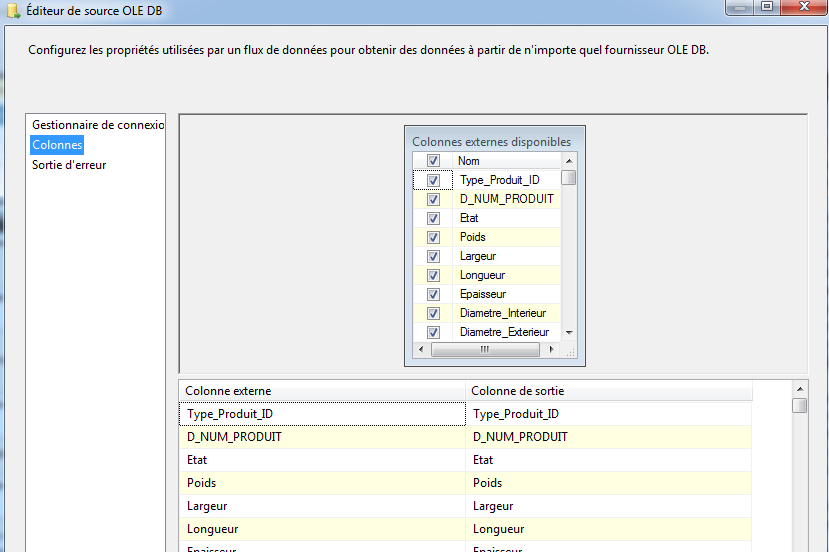 Éditeur de source OLE DB
Configurez les propriétés utilisées par un flux de données pour obtenir des données à partir de n'importe quel fournisseur OLE DB.
Gestionnaire de connexio
Colonnes
Sortie d'erreur
Colonnes externes disponibles
Nom
Type_Produit_ID
D_NUM_PRODUIT
Etat
Poids
Largeur
Longueur
Epaisseur
Diametre_Interieur
Diametre_Exterieur
Colonne externe Colonne de sortie
Type_Produit_ID Type_Produit_ID
D_NUM_PRODUIT D_NUM_PRODUIT
Etat Etat
Poids Poids
Largeur Largeur
Longueur Longueur
Epaisseur Epaisseur